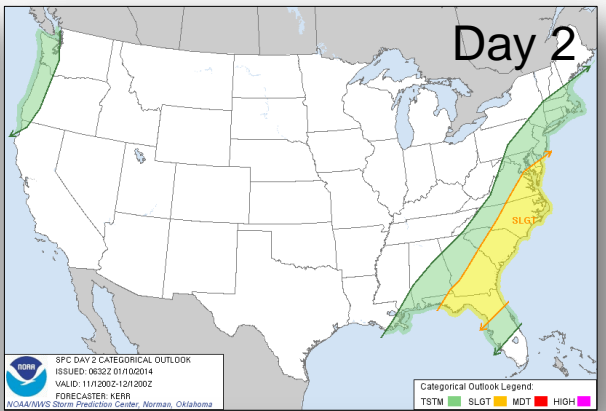 Day 2
SLGT
SPC DAY 2 CATEGORICAL OUTLOOK
ISSUED: 0632Z 01/10/2014
VALID: 11/1200Z-12/1200Z
FORECASTER: KERR
NOAA/NWS Storm Prediction Center, Norman, Oklahoma
NOAA
Categorical Outlook Legend:
TSTM SLGT MDT HIGH